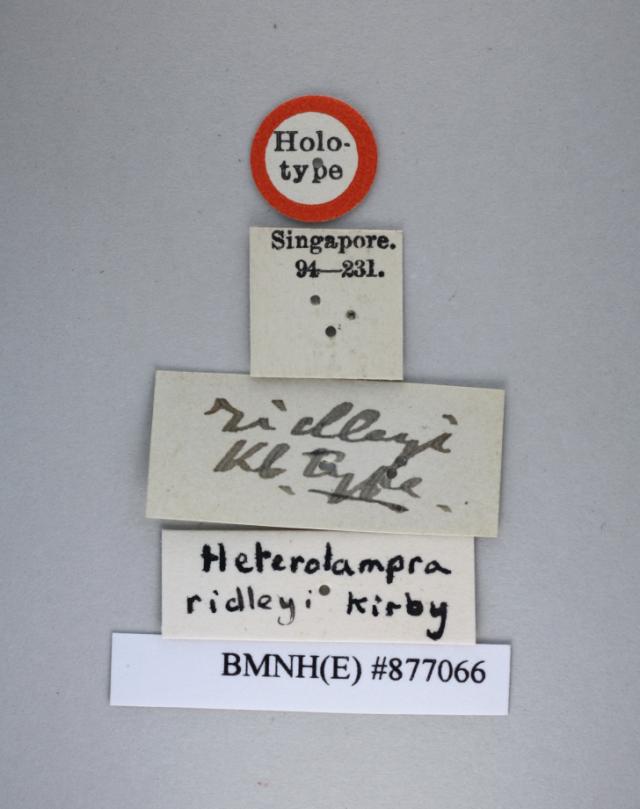 Holo-
type
Singapore.
94—231.
ridleyi
Kb. Type.
Heterolampra
ridleyi Kirby
BMNH(E) #877066